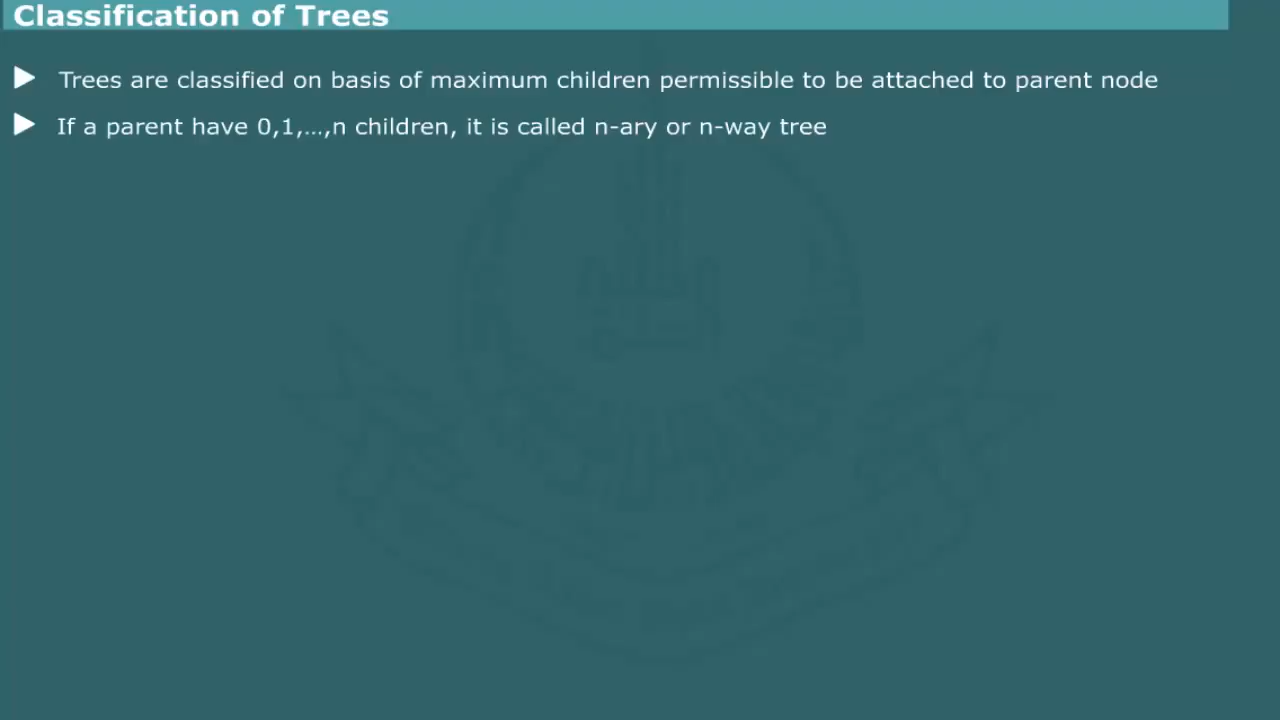 Classification of Trees
Trees are classified on basis of maximum children permissible to be attached to parent node
If a parent have 0,1,...,n children, it is called n-ary or n-way tree